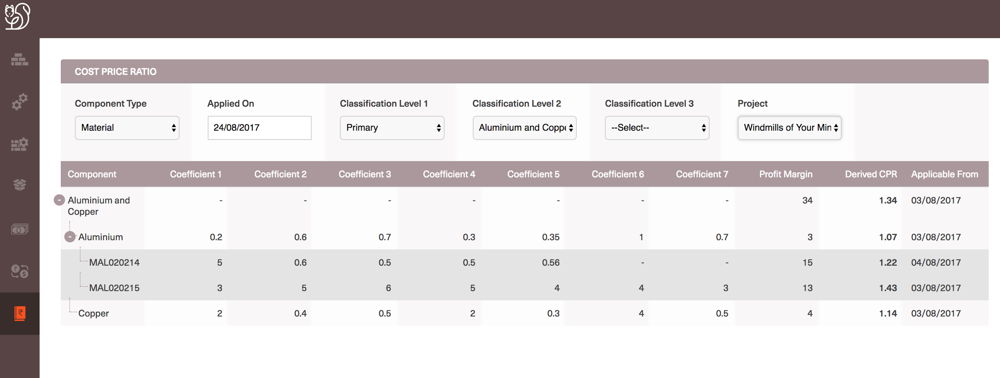 COST PRICE RATIO
Component Type Applied On Classification Level 1 Classification Level 2 Classification Level 3 Project
Material 24/08/2017 Primary Aluminium and Coppe --Select-- Windmills of Your Min
Component Coefficient 1 Coefficient 2 Coefficient 3 Coefficient 4 Coefficient 5 Coefficient 6 Coefficient 7 Profit Margin Derived CPR Applicable From
- Aluminium and - - - - - - - 34 1.34 03/08/2017
Copper
- Aluminium 0.2 0.6 0.7 0.3 0.35 1 0.7 3 1.07 03/08/2017
MAL020214 5 0.6 0.5 0.5 0.56 - - 15 1.22 04/08/2017
MAL020215 3 5 6 5 4 4 3 13 1.43 03/08/2017
Copper 2 0.4 0.5 2 0.3 4 0.5 4 1.14 03/08/2017